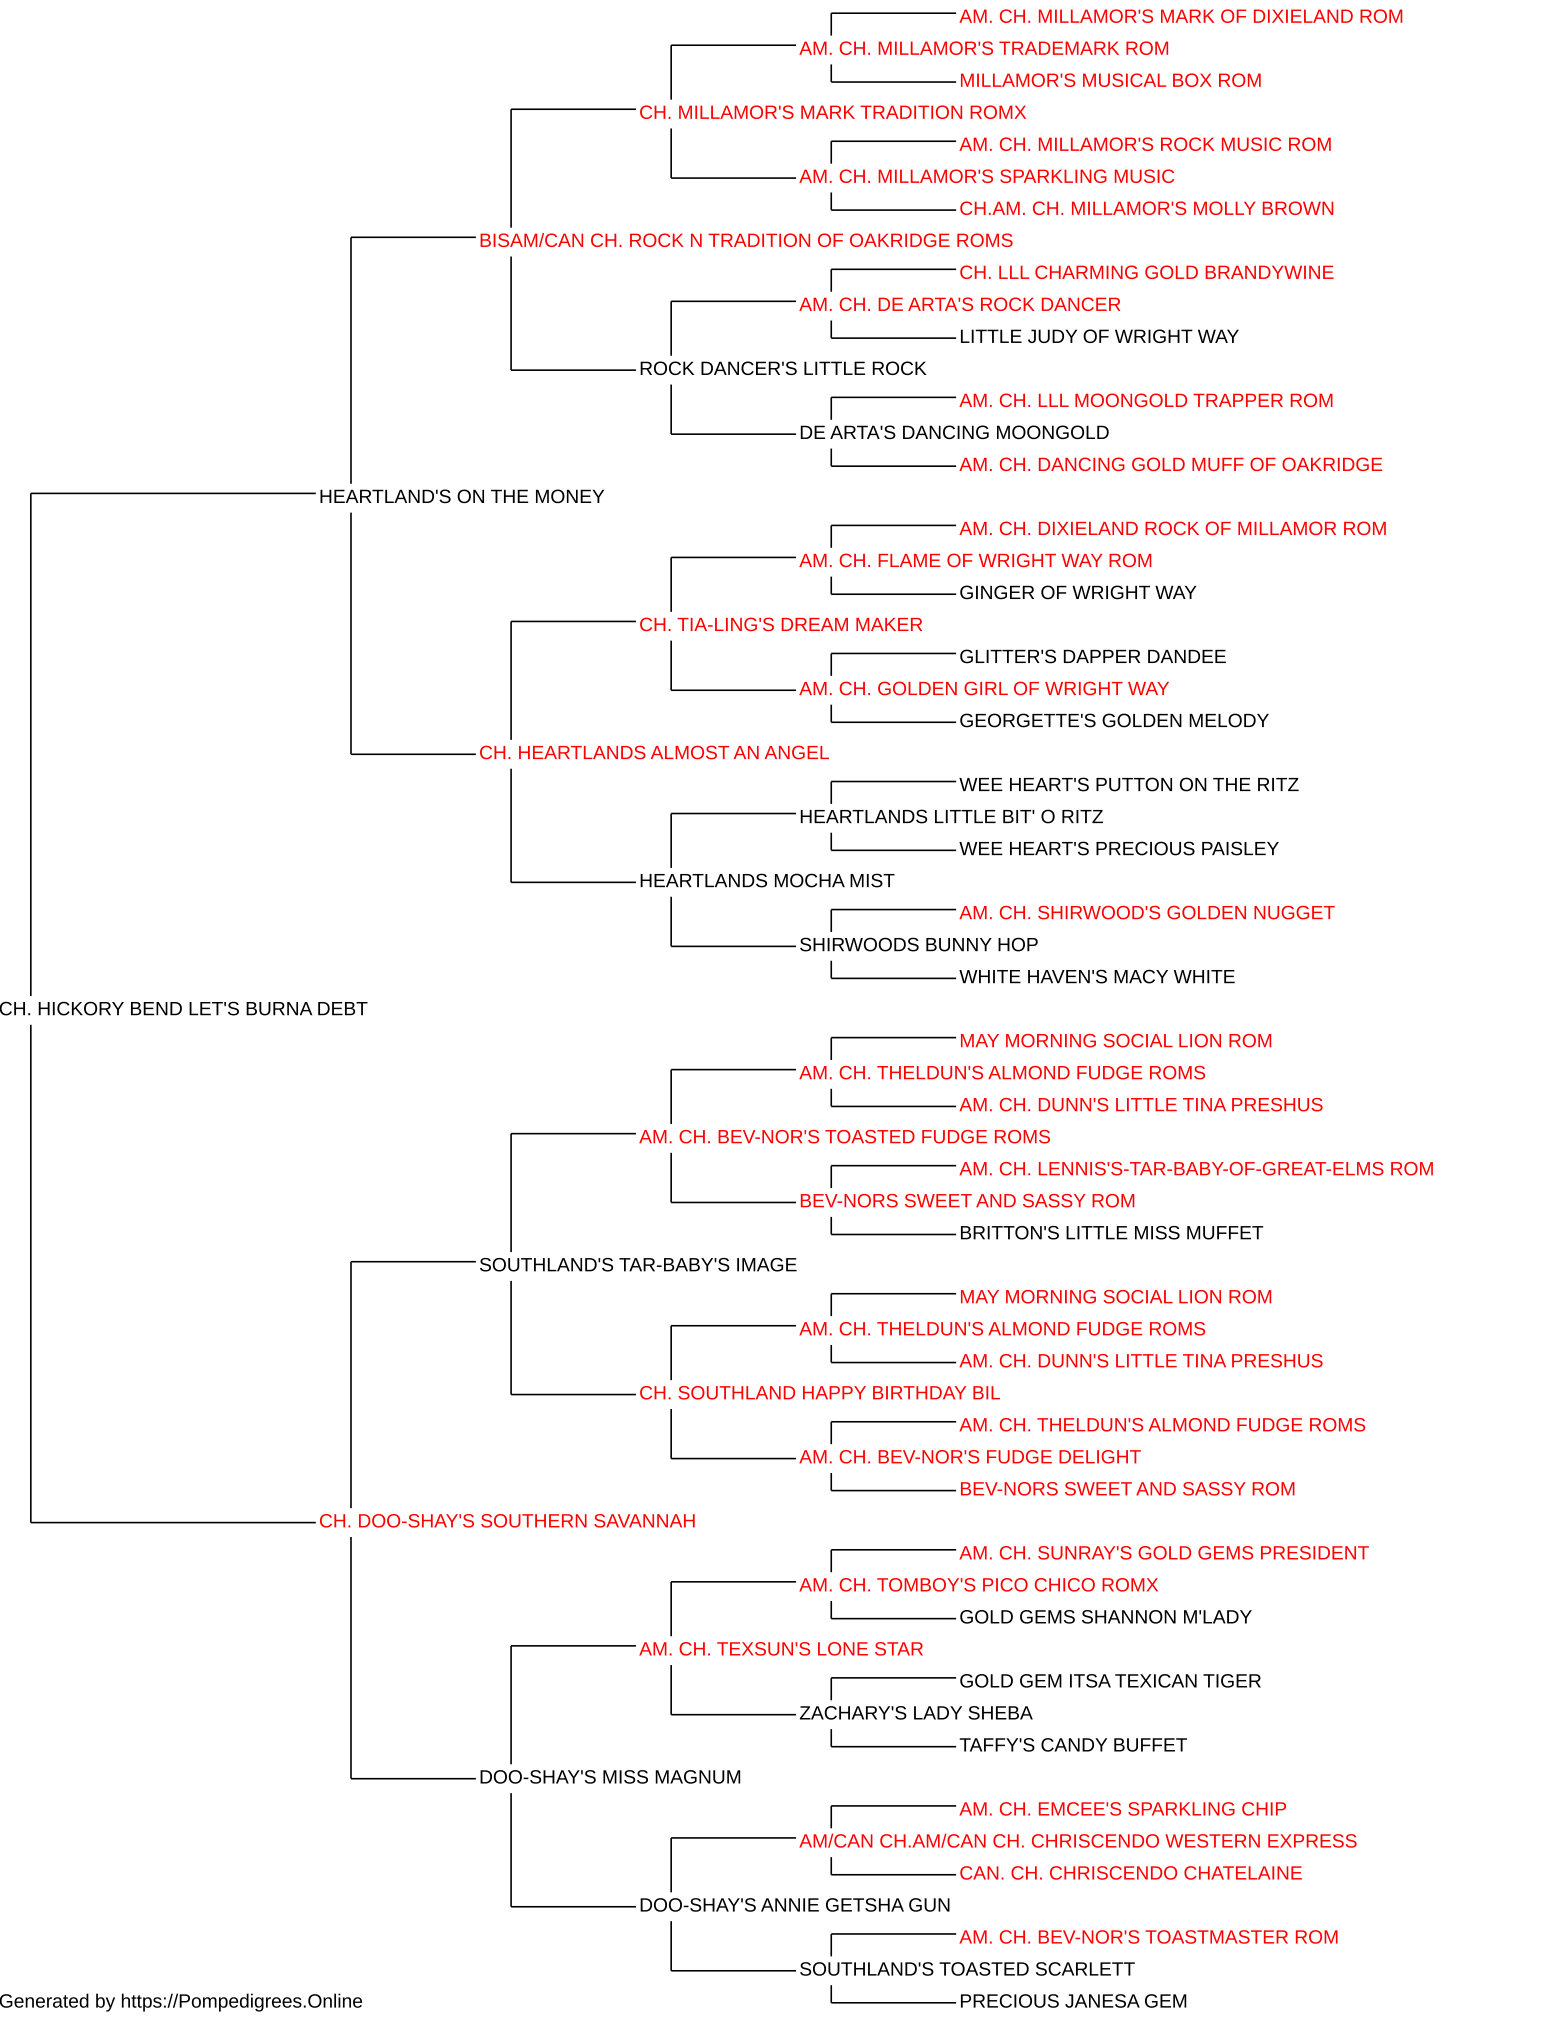 AM. CH. MILLAMOR'S MARK OF DIXIELAND ROM
AM. CH. MILLAMOR'S TRADEMARK ROM
MILLAMOR'S MUSICAL BOX ROM
CH. MILLAMOR'S MARK TRADITION ROMX
AM. CH. MILLAMOR'S ROCK MUSIC ROM
AM. CH. MILLAMOR'S SPARKLING MUSIC
CH.AM. CH. MILLAMOR'S MOLLY BROWN
BISAM/CAN CH. ROCK N TRADITION OF OAKRIDGE ROMS
CH. LLL CHARMING GOLD BRANDYWINE
AM. CH. DE ARTA'S ROCK DANCER
LITTLE JUDY OF WRIGHT WAY
ROCK DANCER'S LITTLE ROCK
AM. CH. LLL MOONGOLD TRAPPER ROM
DE ARTA'S DANCING MOONGOLD
AM. CH. DANCING GOLD MUFF OF OAKRIDGE
HEARTLAND'S ON THE MONEY
AM. CH. DIXIELAND ROCK OF MILLAMOR ROM
AM. CH. FLAME OF WRIGHT WAY ROM
GINGER OF WRIGHT WAY
CH. TIA-LING'S DREAM MAKER
GLITTER'S DAPPER DANDEE
AM. CH. GOLDEN GIRL OF WRIGHT WAY
GEORGETTE'S GOLDEN MELODY
CH. HEARTLANDS ALMOST AN ANGEL
WEE HEART'S PUTTON ON THE RITZ
HEARTLANDS LITTLE BIT' O RITZ
WEE HEART'S PRECIOUS PAISLEY
HEARTLANDS MOCHA MIST
AM. CH. SHIRWOOD'S GOLDEN NUGGET
SHIRWOODS BUNNY HOP
WHITE HAVEN'S MACY WHITE
CH. HICKORY BEND LET'S BURNA DEBT
MAY MORNING SOCIAL LION ROM
AM. CH. THELDUN'S ALMOND FUDGE ROMS
AM. CH. DUNN'S LITTLE TINA PRESHUS
AM. CH. BEV-NOR'S TOASTED FUDGE ROMS
AM. CH. LENNIS'S-TAR-BABY-OF-GREAT-ELMS ROM
BEV-NORS SWEET AND SASSY ROM
BRITTON'S LITTLE MISS MUFFET
SOUTHLAND'S TAR-BABY'S IMAGE
MAY MORNING SOCIAL LION ROM
AM. CH. THELDUN'S ALMOND FUDGE ROMS
AM. CH. DUNN'S LITTLE TINA PRESHUS
CH. SOUTHLAND HAPPY BIRTHDAY BIL
AM. CH. THELDUN'S ALMOND FUDGE ROMS
AM. CH. BEV-NOR'S FUDGE DELIGHT
BEV-NORS SWEET AND SASSY ROM
CH. DOO-SHAY'S SOUTHERN SAVANNAH
AM. CH. SUNRAY'S GOLD GEMS PRESIDENT
AM. CH. TOMBOY'S PICO CHICO ROMX
GOLD GEMS SHANNON M'LADY
AM. CH. TEXSUN'S LONE STAR
GOLD GEM ITSA TEXICAN TIGER
ZACHARY'S LADY SHEBA
TAFFY'S CANDY BUFFET
DOO-SHAY'S MISS MAGNUM
AM. CH. EMCEE'S SPARKLING CHIP
AM/CAN CH.AM/CAN CH. CHRISCENDO WESTERN EXPRESS
CAN. CH. CHRISCENDO CHATELAINE
DOO-SHAY'S ANNIE GETSHA GUN
AM. CH. BEV-NOR'S TOASTMASTER ROM
SOUTHLAND'S TOASTED SCARLETT
PRECIOUS JANESA GEM
Generated by https://Pompedigrees.Online